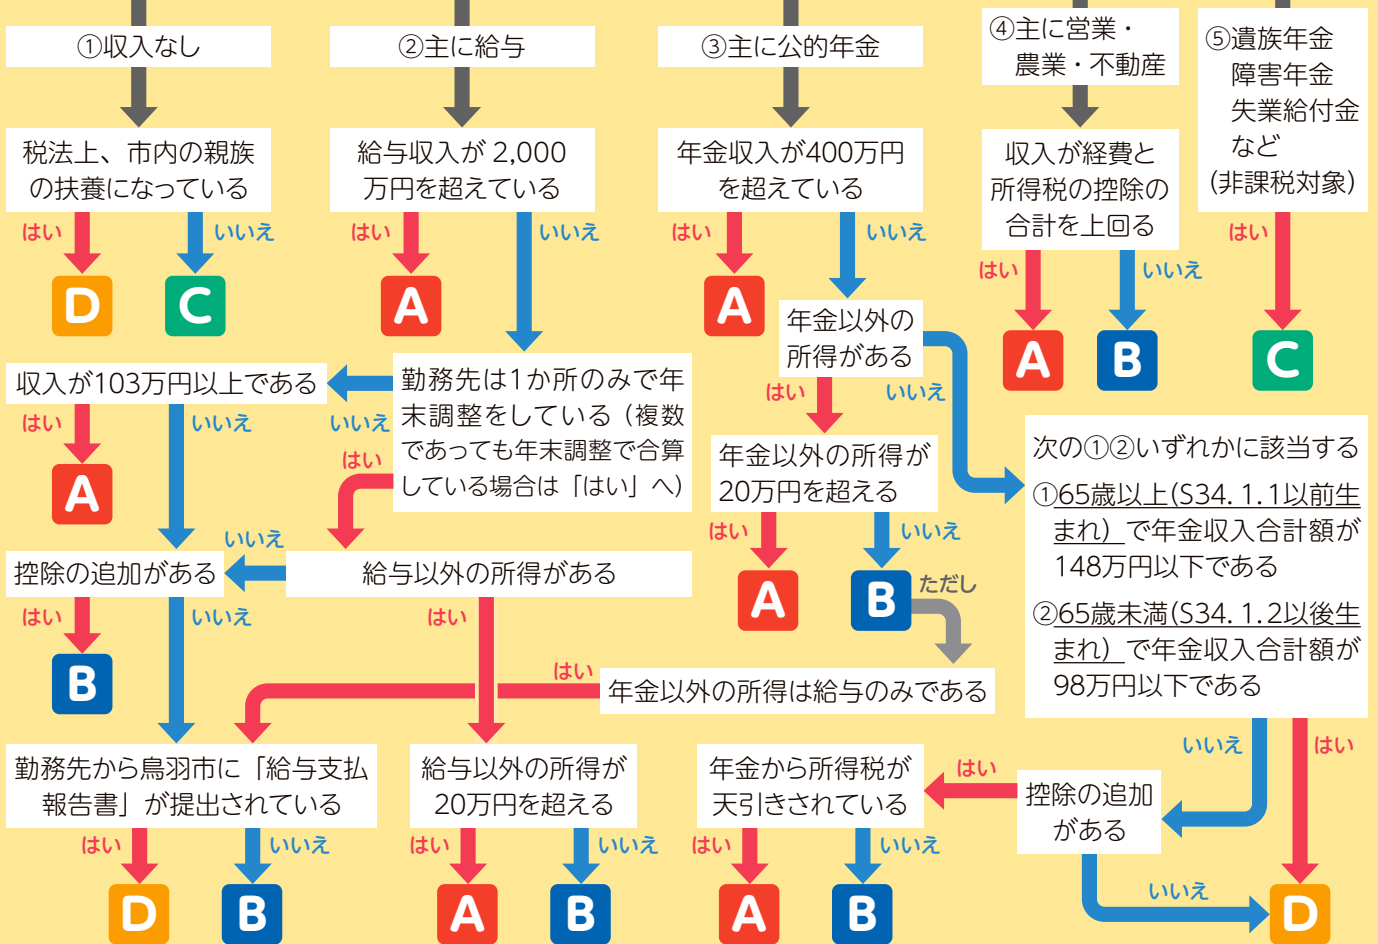 ①収入なし
②主に給与
③主に公的年金
④主に営業・
農業・不動産
⑤遺族年金
障害年金
失業給付金
など
(非課税対象)
税法上、市内の親族
の扶養になっている
はい
いいえ
D
C
給与収入が 2,000
万円を超えている
はい
いいえ
A
年金収入が400万円
を超えている
はい
いいえ
A
収入が経費と
所得税の控除の
合計を上回る
はい
いいえ
A
B
はい
C
年金以外の
所得がある
はい
いいえ
勤務先は1か所のみで年
末調整をしている（複数
であっても年末調整で合算
している場合は「はい」へ）
いいえ
はい
収入が103万円以上である
はい
いいえ
A
年金以外の所得が
20万円を超える
はい
いいえ
A
B
ただし
次の①②いずれかに該当する
①65歳以上(S34. 1. 1以前生
まれ）で年金収入合計額が
148万円以下である
②65歳未満(S34. 1. 2以後生
まれ）で年金収入合計額が
98万円以下である
いいえ
はい
給与以外の所得がある
いいえ
はい
控除の追加がある
はい
いいえ
B
年金以外の所得は給与のみである
はい
勤務先から鳥羽市に「給与支払
報告書」が提出されている
はい
いいえ
D
B
給与以外の所得が
20万円を超える
はい
いいえ
A
B
年金から所得税が
天引きされている
はい
いいえ
A
B
控除の追加
がある
はい
いいえ
D